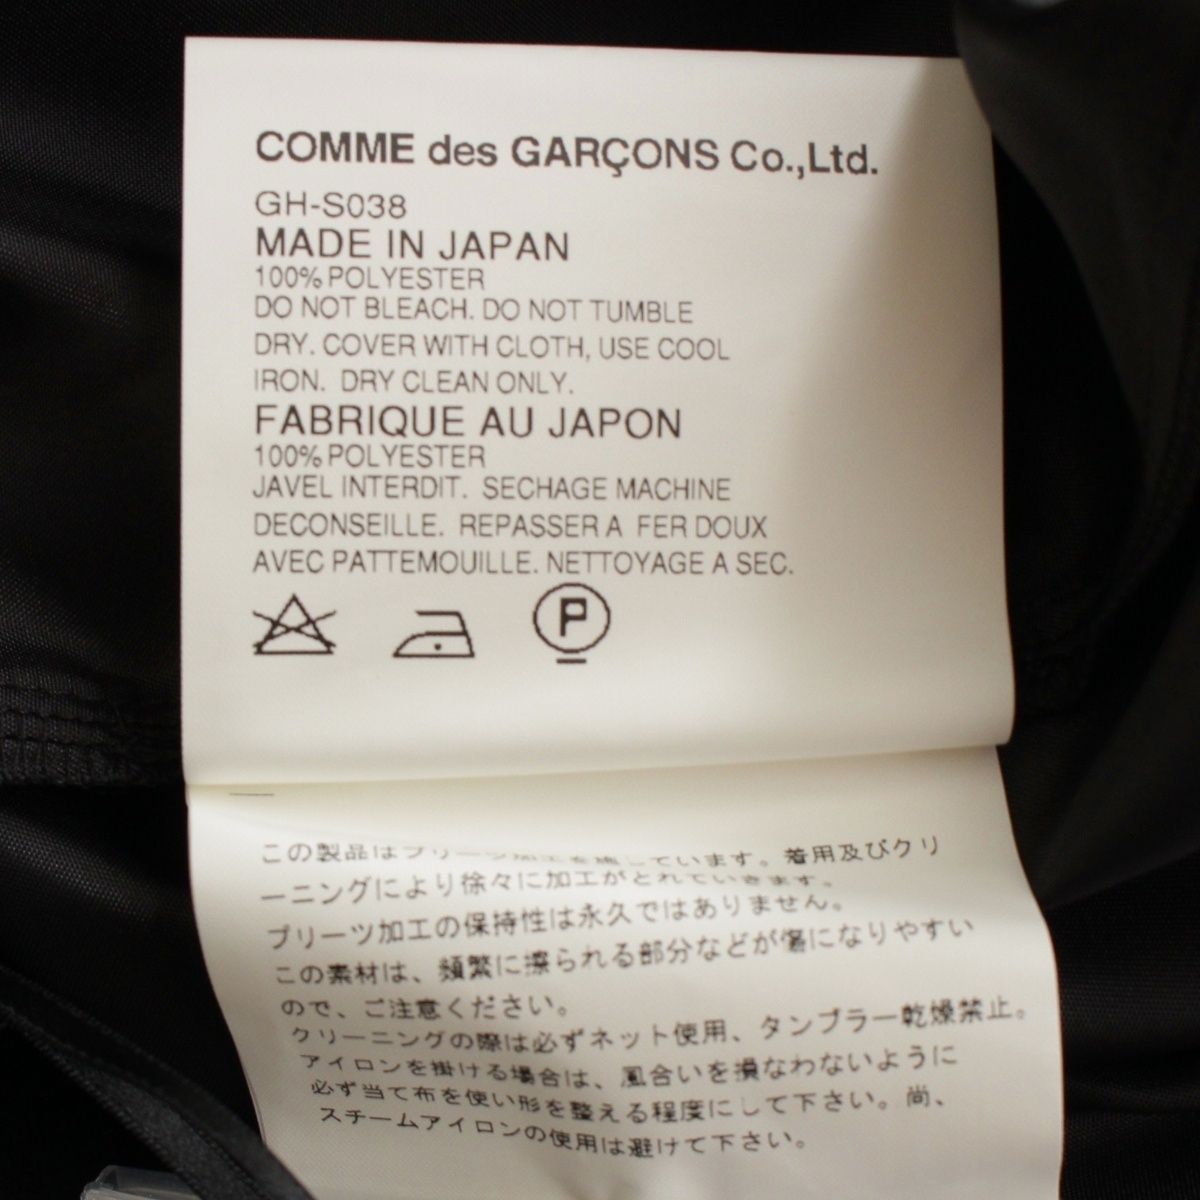 COMME des GARÇONS Co.,Ltd.
GH-S038
MADE IN JAPAN
100% POLYESTER
DO NOT BLEACH. DO NOT TUMBLE
DRY. COVER WITH CLOTH, USE COOL
IRON. DRY CLEAN ONLY.
FABRIQUE AU JAPON
100% POLYESTER
JAVEL INTERDIT. SECHAGE MACHINE
DECONSEILLE. REPASSER A FER DOUX
AVEC PATTEMOUILLE. NETTOYAGE A SEC.
P
この製品はプリーツ加工を施しています。着用及びクリ
ーニングにより徐々に加工がとれていきます。
プリーツ加工の保持性は永久ではありません。
この素材は、頻繁に擦られる部分などが傷になりやすい
ので、ご注意ください。
クリーニングの際は必ずネット使用、タンブラー乾燥禁止。
アイロンを掛ける場合は、風合いを損なわないように
必ず当て布を使い形を整える程度にして下さい。尚、
スチームアイロンの使用は避けて下さい。